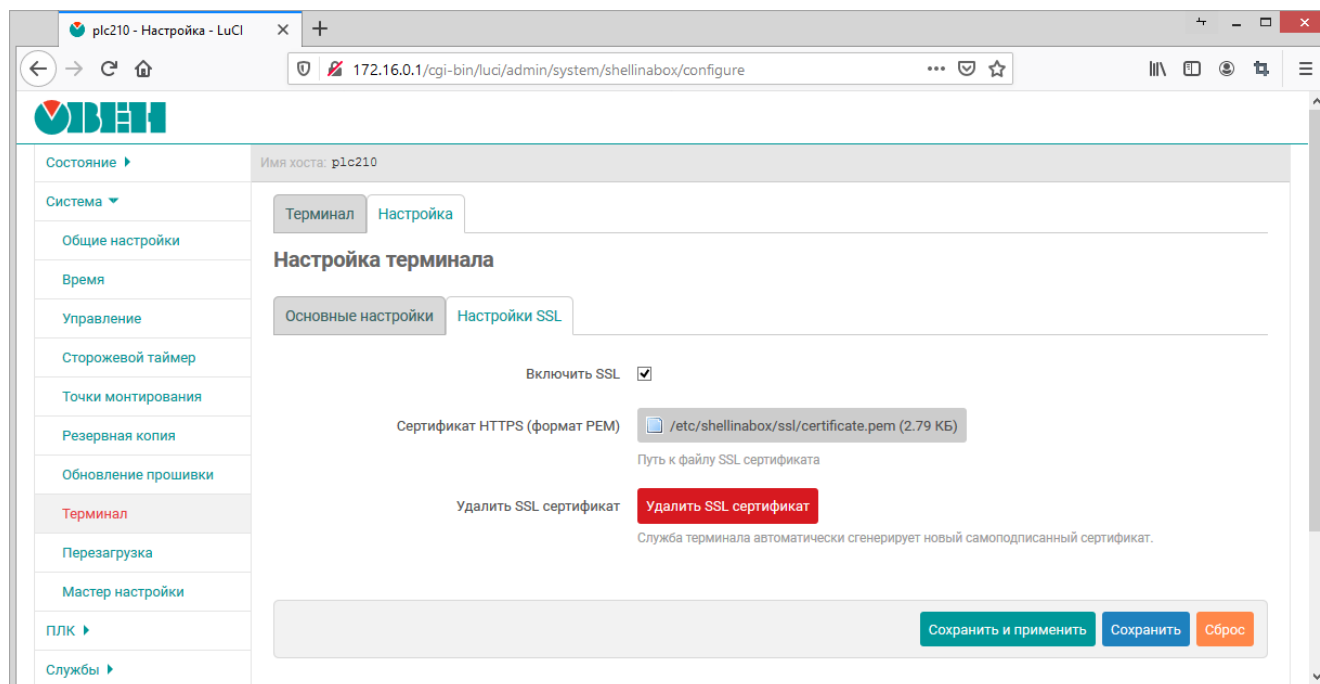 plc210 - Настройка - LuCI
172.16.0.1/cgi-bin/luci/admin/system/shellinabox/configure
ОВЕН
Состояние
Имя хоста: plc210
Система
Терминал Настройка
Общие настройки
Настройка терминала
Время
Управление
Основные настройки Настройки SSL
Сторожевой таймер
Включить SSL
Точки монтирования
Сертификат HTTPS (формат PEM) /etc/shellinabox/ssl/certificate.pem (2.79 КБ)
Резервная копия
Путь к файлу SSL сертификата
Обновление прошивки
Удалить SSL сертификат Удалить SSL сертификат
Терминал
Служба терминала автоматически сгенерирует новый самоподписанный сертификат.
Перезагрузка
Мастер настройки
ПЛК
Сохранить и применить Сохранить Сброс
Службы